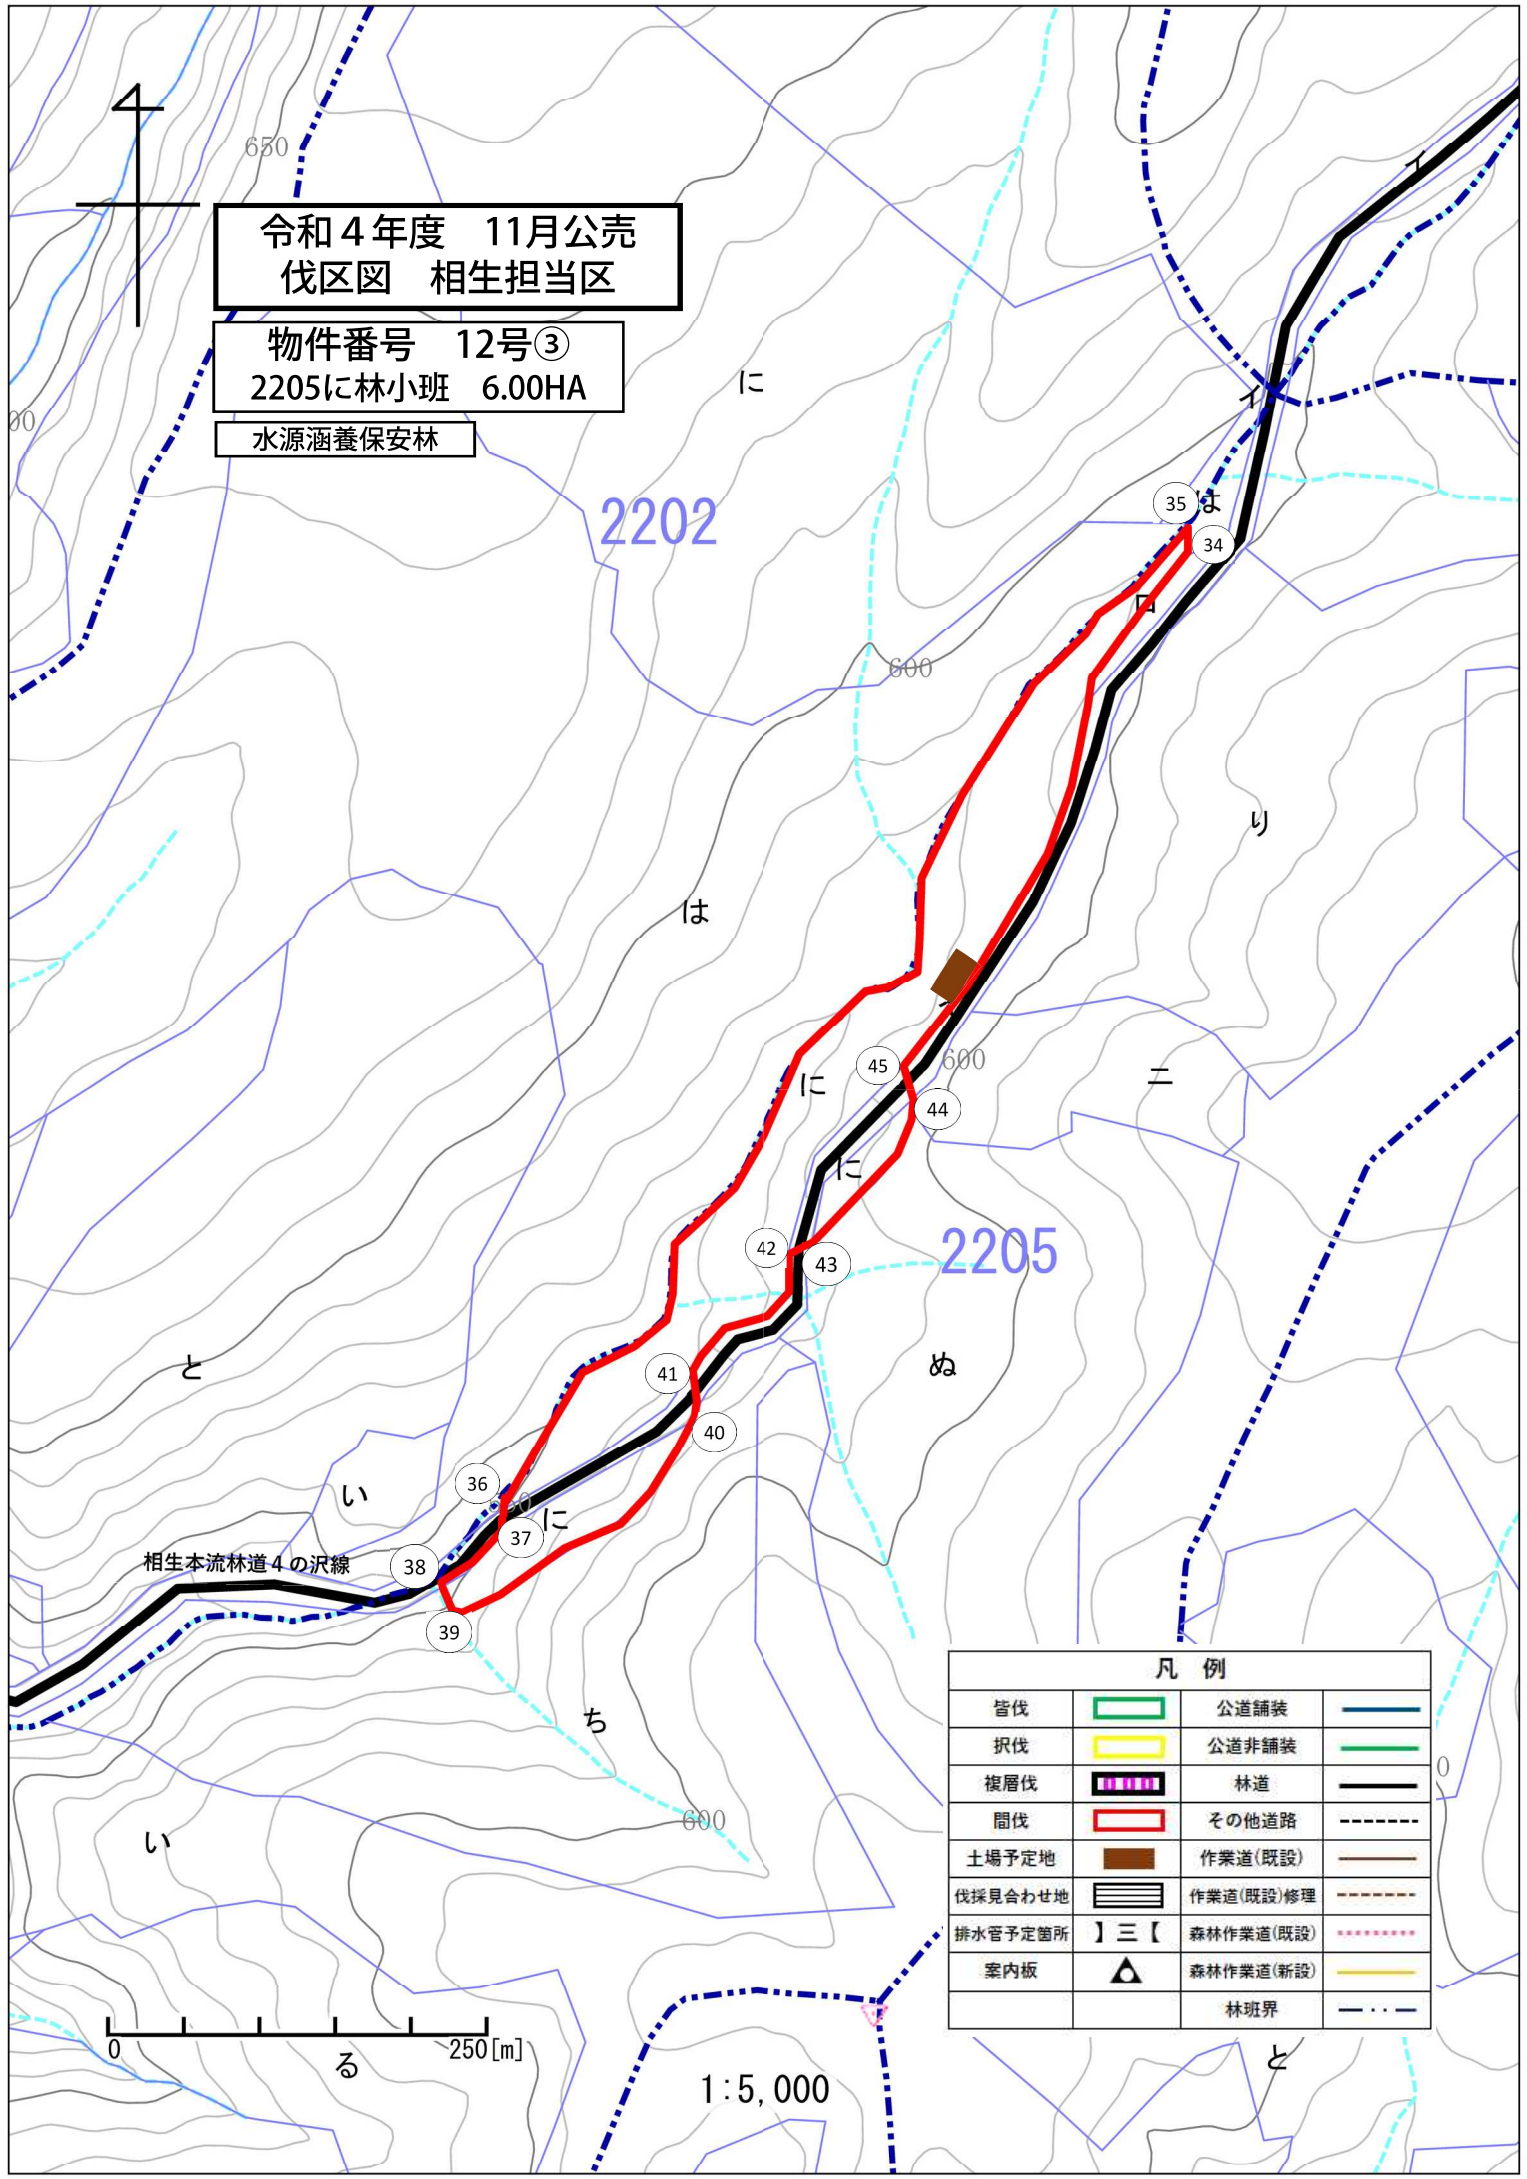 650
イ
令和４年度　11月公売
伐区図　相生担当区
物件番号　12号③
2205に林小班　6.00HA
水源涵養保安林
に
イ
00
35
は
34
2202
ロ
600
り
は
45
600
に
ニ
44
に
42
43
2205
と
41
ぬ
40
36
い
に
37
相生本流林道４の沢線
38
39
ち
い
600
0
凡　例
皆伐
公道舗装
択伐
公道非舗装
複層伐
林道
間伐
その他道路
土場予定地
作業道(既設)
伐採見合わせ地
作業道(既設)修理
排水管予定箇所
】三【
森林作業道(既設)
案内板
森林作業道(新設)
林班界
0
250[m]
る
と
1:5,000